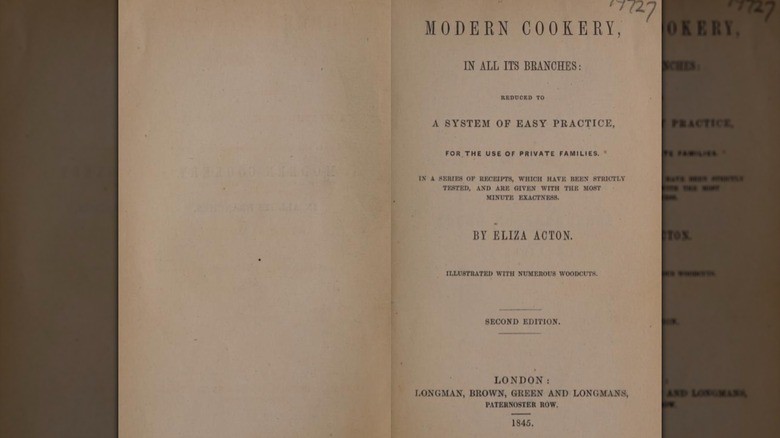 19727
MODERN COOKERY,
IN ALL ITS BRANCHES:
REDUCED TO
A SYSTEM OF EASY PRACTICE,
FOR THE USE OF PRIVATE FAMILIES.
IN A SERIES OF RECEIPTS, WHICH HAVE BEEN STRICTLY
TESTED, AND ARE GIVEN WITH THE MOST
MINUTE EXACTNESS.
BY ELIZA ACTON.
ILLUSTRATED WITH NUMEROUS WOODCUTS.
SECOND EDITION.
LONDON:
LONGMAN, BROWN, GREEN AND LONGMANS,
PATERNOSTER ROW.
1845.